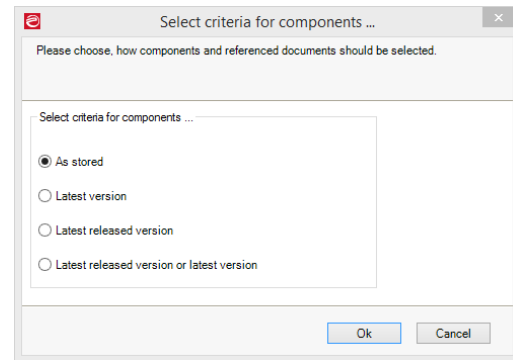 Select criteria for components ...
Please choose, how components and referenced documents should be selected.
Select criteria for components ...
As stored
Latest version
Latest released version
Latest released version or latest version
Ok Cancel